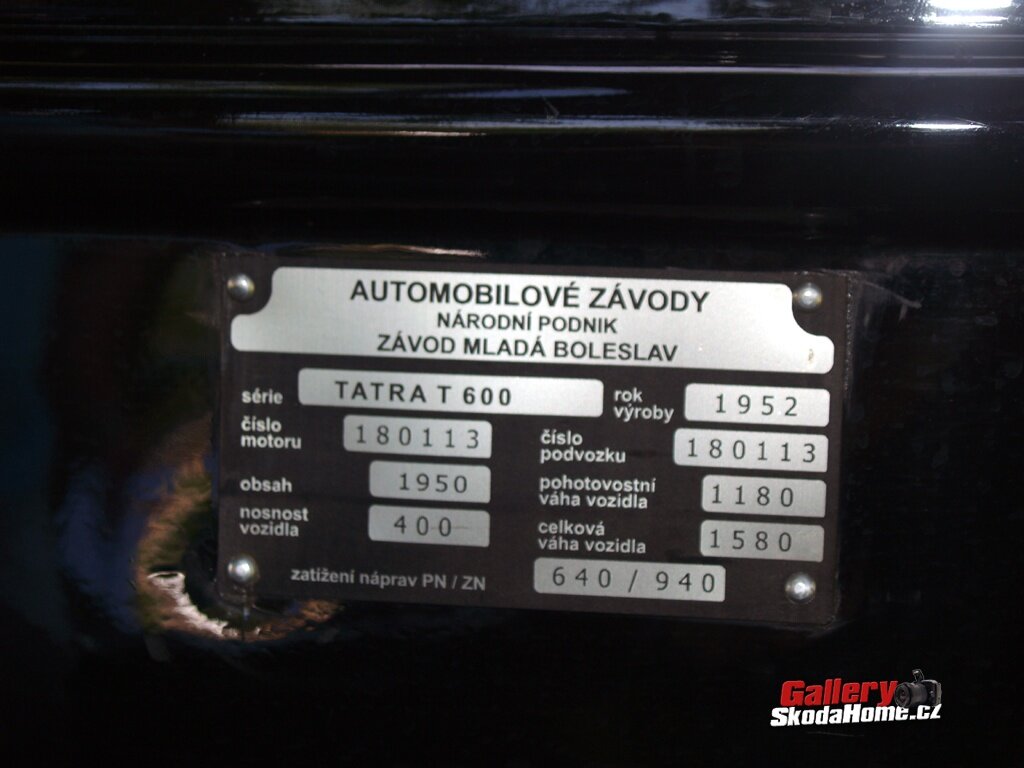 AUTOMOBILOVÉ ZÁVODY
NÁRODNÍ PODNIK
ZÁVOD MLADÁ BOLESLAV
série TATRA T 600 rok výroby 1952
číslo motoru 180113 číslo podvozku 180113
obsah 1950 pohotovostní váha vozidla 1180
nosnost vozidla 400 celková váha vozidla 1580
zatížení náprav PN / ZN 640 / 940
Gallery
SkodaHome.cz